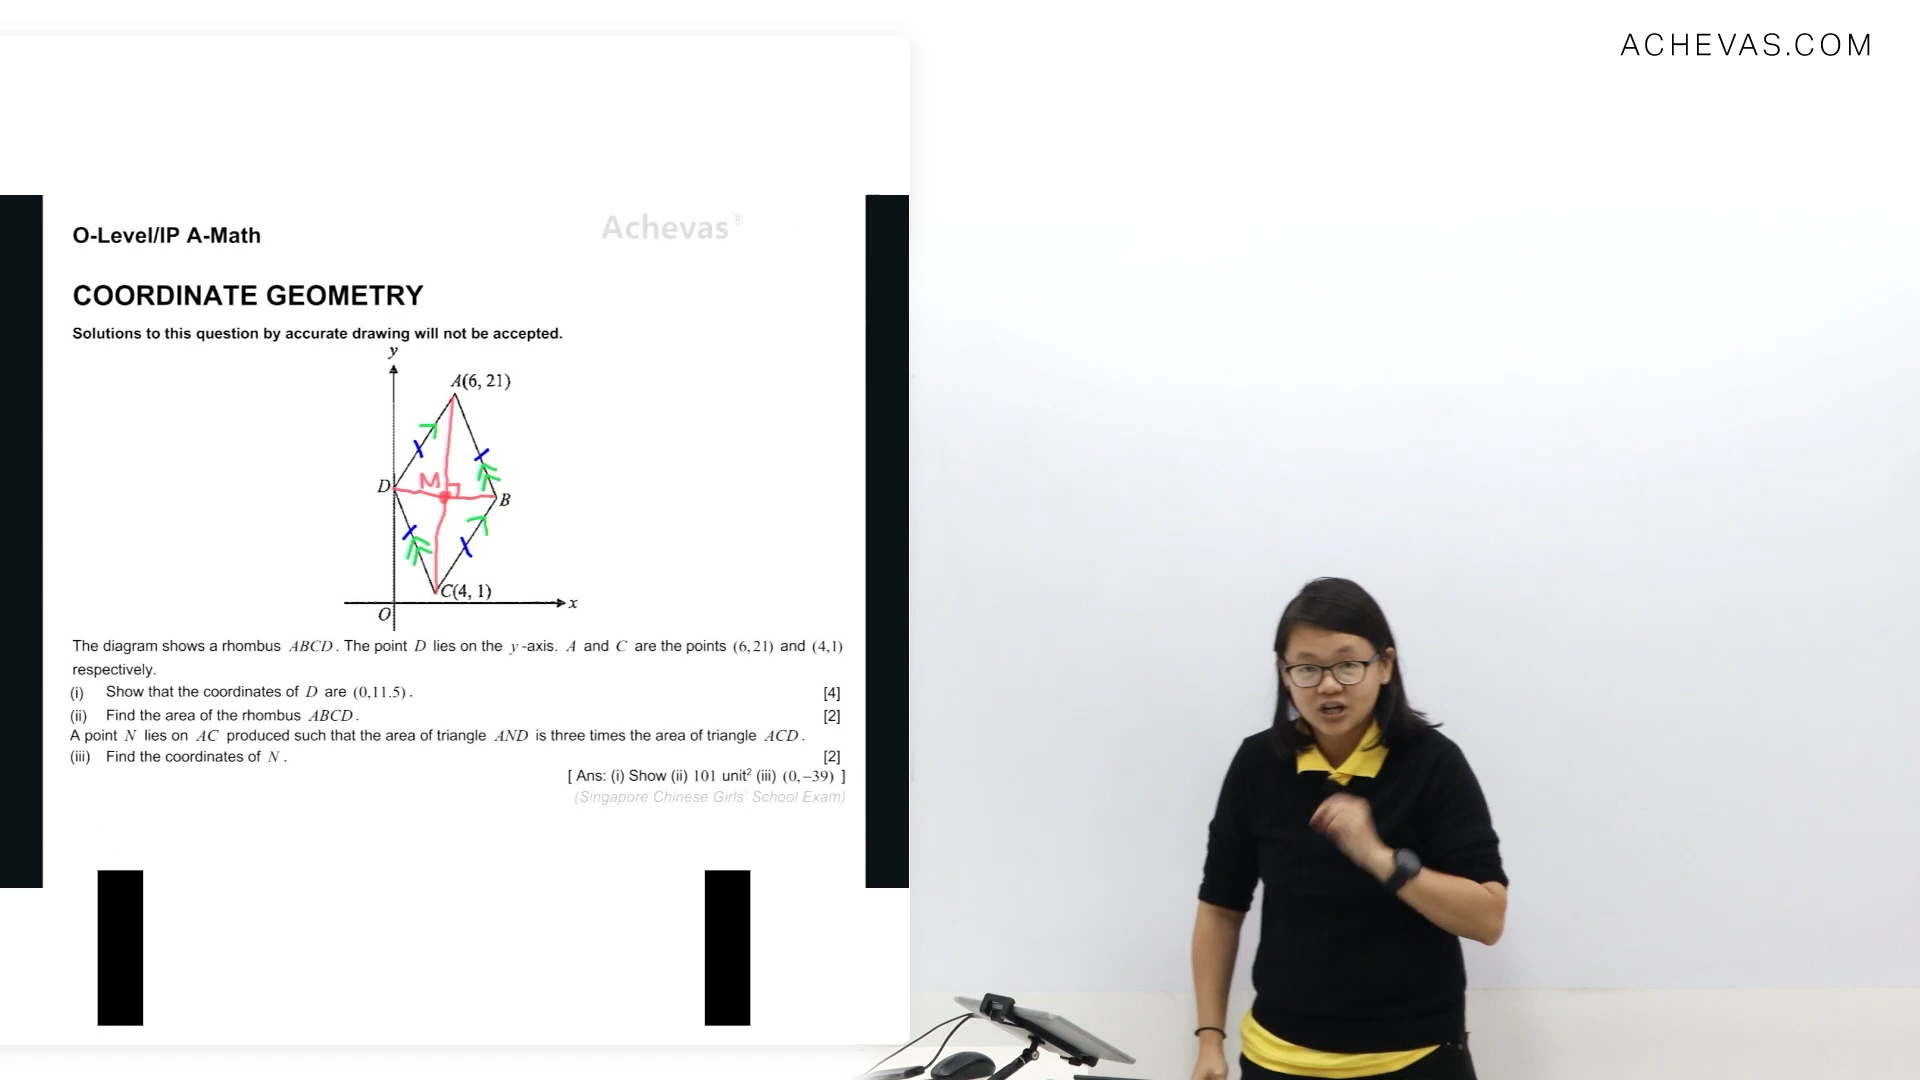 ACHEVAS.COM
Achevas®
O-Level/IP A-Math
COORDINATE GEOMETRY
Solutions to this question by accurate drawing will not be accepted.
y
A(6, 21)
M
D
B
C(4, 1)
x
O
The diagram shows a rhombus ABCD. The point D lies on the y-axis. A and C are the points (6,21) and (4,1)
respectively.
(i) Show that the coordinates of D are (0,11.5). [4]
(ii) Find the area of the rhombus ABCD. [2]
A point N lies on AC produced such that the area of triangle AND is three times the area of triangle ACD.
(iii) Find the coordinates of N. [2]
[ Ans: (i) Show (ii) 101 unit² (iii) (0,−39) ]
(Singapore Chinese Girls' School Exam)